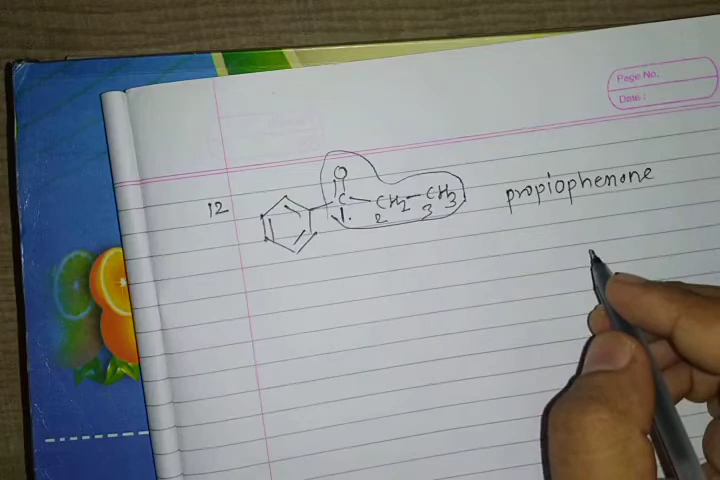 Page No.
Date :
12
O
C - CH2 - CH3
1. 2 3
propiophenone